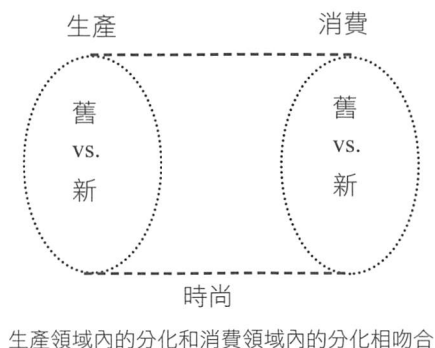 生產
消費
舊
vs.
新
舊
vs.
新
時尚
生產領域內的分化和消費領域內的分化相吻合